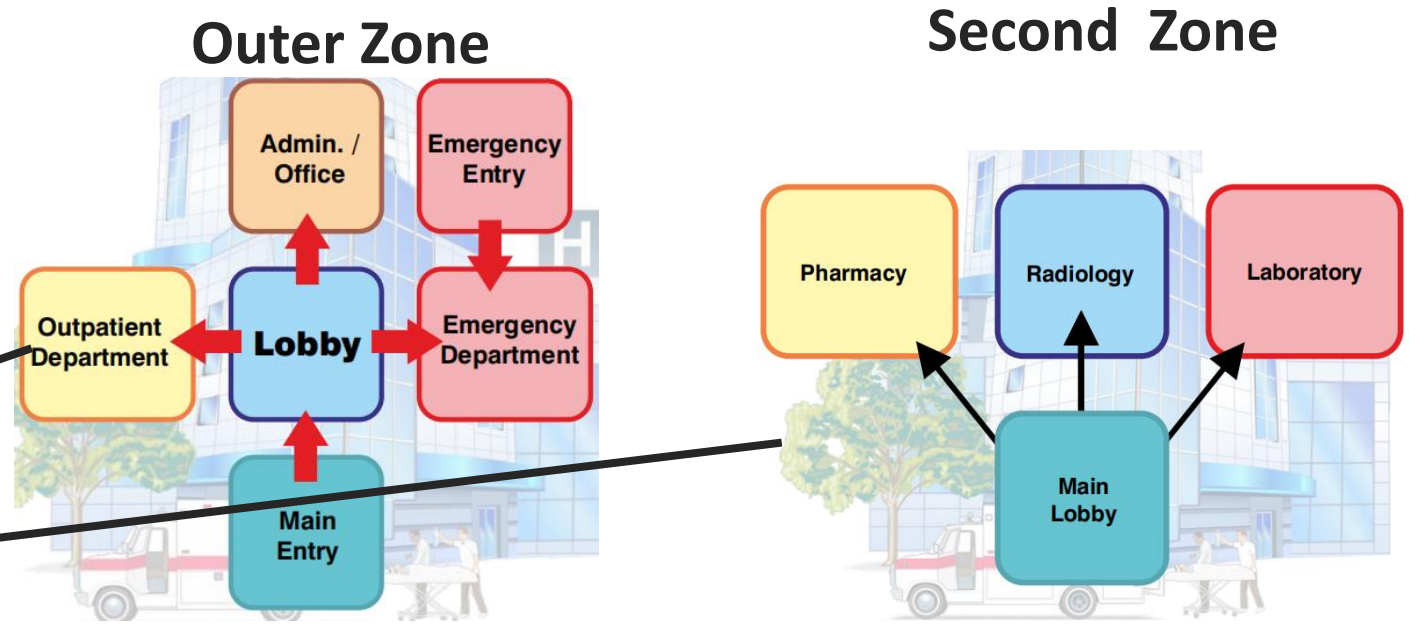 Outer Zone
Second Zone
Admin. /
Office
Emergency
Entry
Outpatient
Department
Lobby
Emergency
Department
Main
Entry
H
Pharmacy
Radiology
Laboratory
Main
Lobby